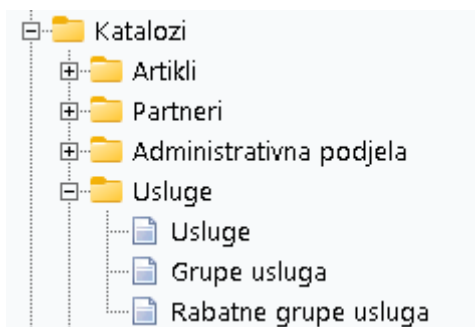 Katalozi
Artikli
Partneri
Administrativna podjela
Usluge
Usluge
Grupe usluga
Rabatne grupe usluga